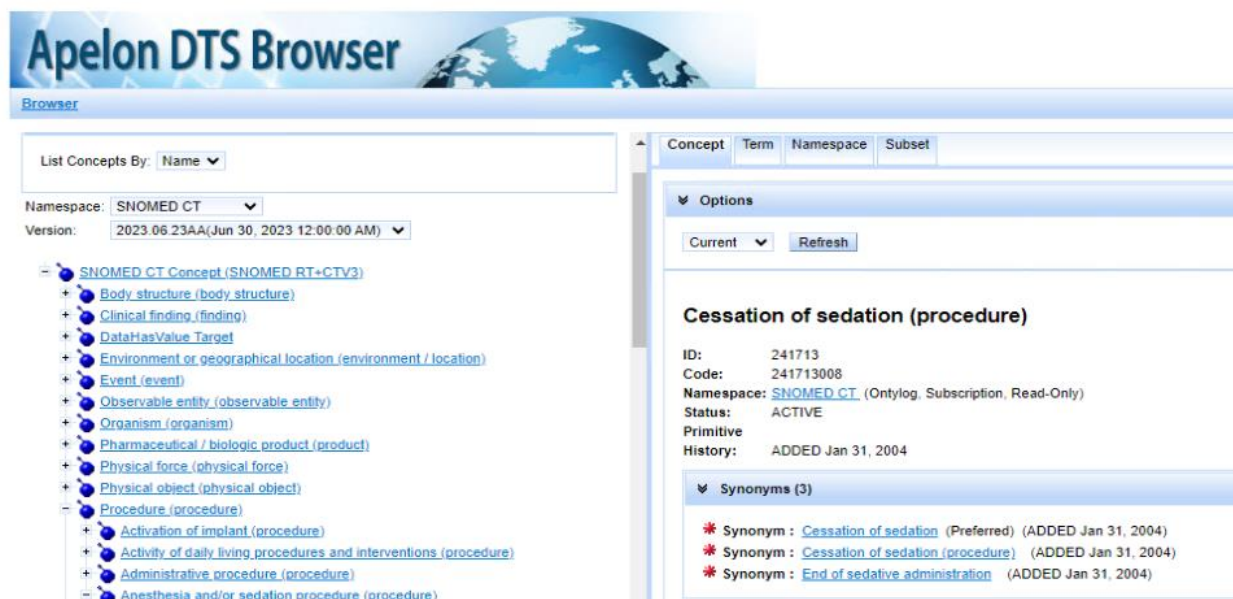 Apelon DTS Browser
Browser
List Concepts By: Name
Namespace: SNOMED CT
Version: 2023.06.23AA(Jun 30, 2023 12:00:00 AM)
SNOMED CT Concept (SNOMED RT+CTV3)
Body structure (body structure)
Clinical finding (finding)
DataHasValue Target
Environment or geographical location (environment / location)
Event (event)
Observable entity (observable entity)
Organism (organism)
Pharmaceutical / biologic product (product)
Physical force (physical force)
Physical object (physical object)
Procedure (procedure)
Activation of implant (procedure)
Activity of daily living procedures and interventions (procedure)
Administrative procedure (procedure)
Anesthesia and/or sedation procedure (procedure)
Concept Term Namespace Subset
Options
Current Refresh
Cessation of sedation (procedure)
ID: 241713
Code: 241713008
Namespace: SNOMED CT (Ontylog, Subscription, Read-Only)
Status: ACTIVE
Primitive
History: ADDED Jan 31, 2004
Synonyms (3)
Synonym : Cessation of sedation (Preferred) (ADDED Jan 31, 2004)
Synonym : Cessation of sedation (procedure) (ADDED Jan 31, 2004)
Synonym : End of sedative administration (ADDED Jan 31, 2004)